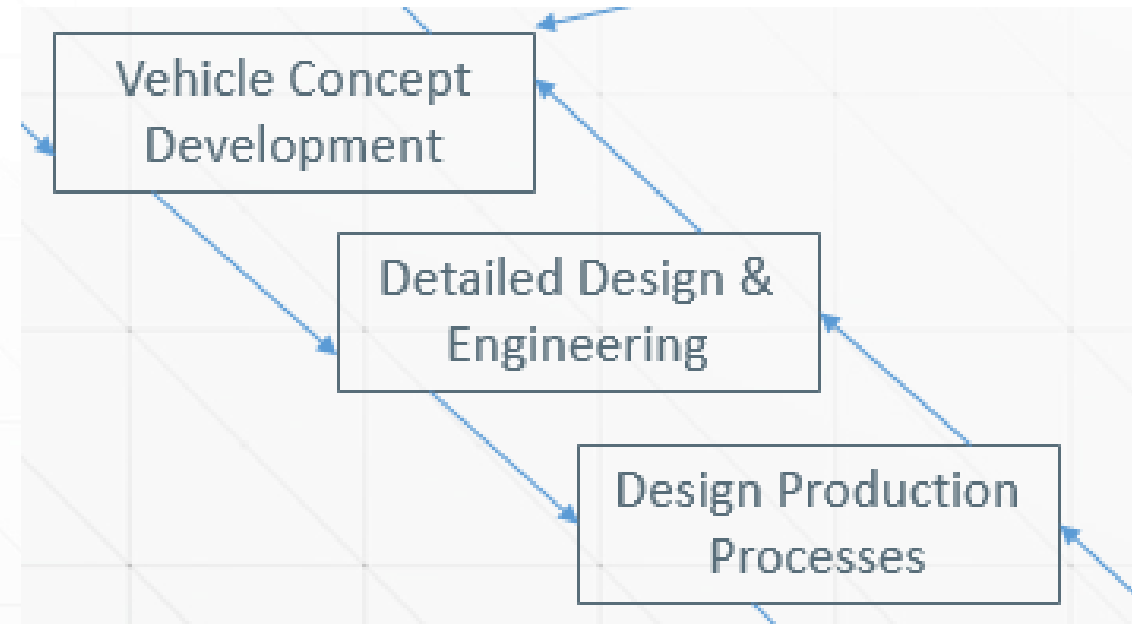 Vehicle Concept
Development
Detailed Design &
Engineering
Design Production
Processes